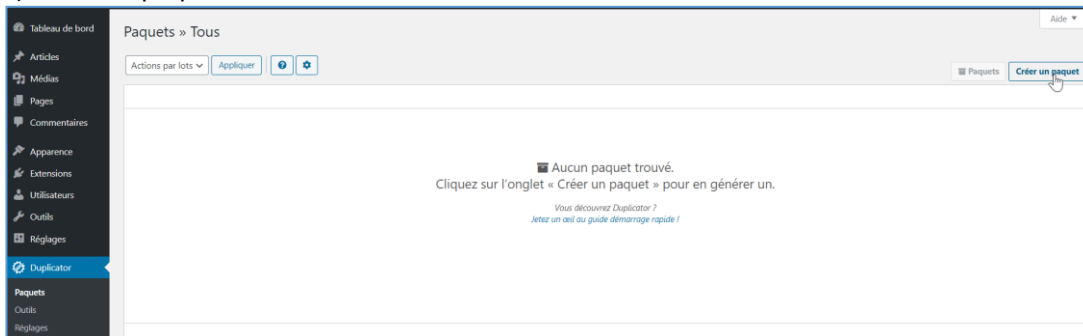 Tableau de bord
Articles
Médias
Pages
Commentaires
Apparence
Extensions
Utilisateurs
Outils
Réglages
Duplicator
Paquets
Outils
Réglages
Aide
Paquets » Tous
Actions par lots
Appliquer
Paquets
Créer un paquet
Aucun paquet trouvé.
Cliquez sur l'onglet « Créer un paquet » pour en générer un.
Vous découvrez Duplicator ?
Jetez un œil au guide démarrage rapide !